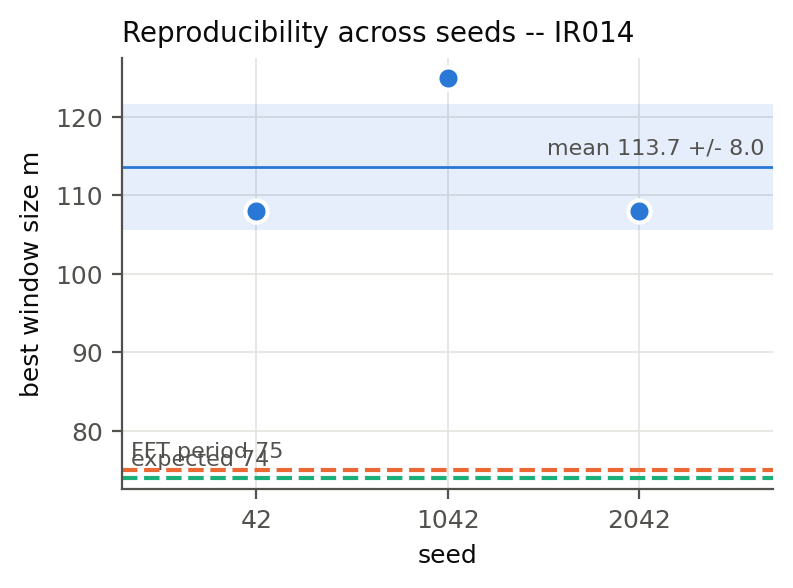 Reproducibility across seeds -- IR014
120
110
100
90
80
best window size m
mean 113.7 +/- 8.0
FFT period 75
expected 74
42 1042 2042
seed